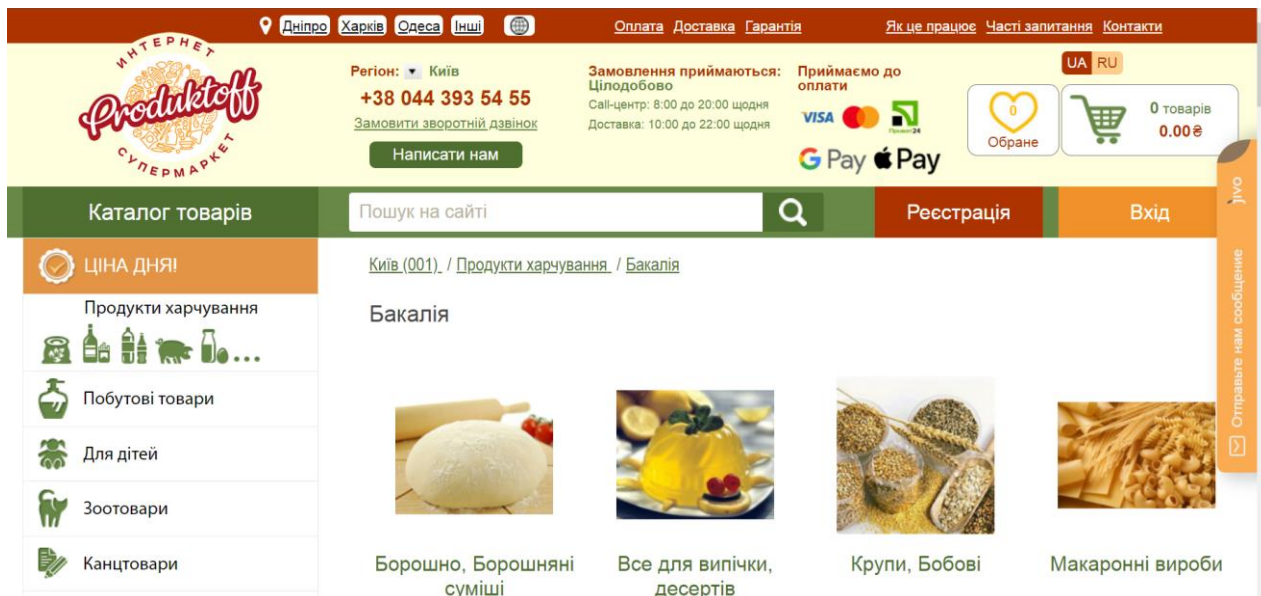 Дніпро Харків Одеса Інші
Оплата Доставка Гарантія
Як це працює Часті запитання Контакти
ИНТЕРНЕТ
Produktoff
СУПЕРМАРКЕТ
Регіон: Київ
+38 044 393 54 55
Замовити зворотній дзвінок
Написати нам
Замовлення приймаються:
Цілодобово
Call-центр: 8:00 до 20:00 щодня
Доставка: 10:00 до 22:00 щодня
Приймаємо до
оплати
VISA
Приват24
G Pay Pay
UA RU
0
Обране
0 товарів
0.00 ₴
Каталог товарів
Пошук на сайті
Реєстрація
Вхід
jivo
Отправьте нам сообщение
ЦІНА ДНЯ!
Продукти харчування
Побутові товари
Для дітей
Зоотовари
Канцтовари
Київ (001) / Продукти харчування / Бакалія
Бакалія
Борошно, Борошняні
суміші
Все для випічки,
десертів
Крупи, Бобові
Макаронні вироби